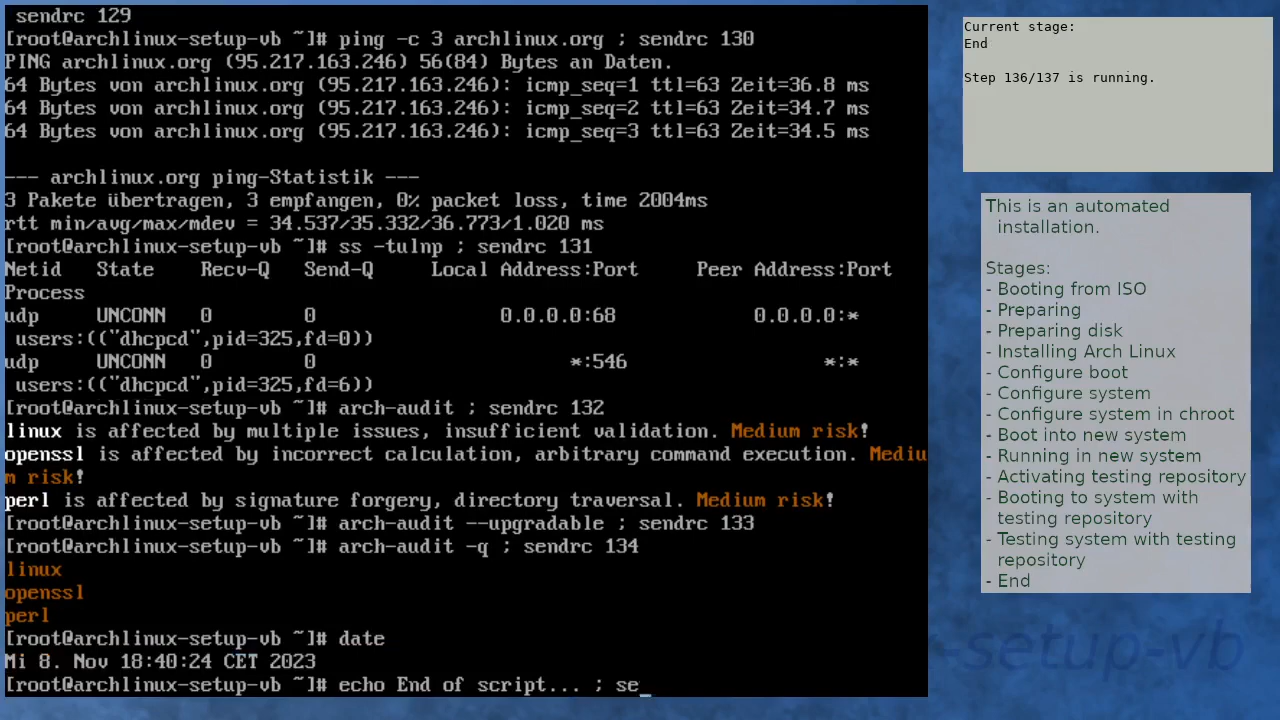 sendrc 129
[root@archlinux-setup-vb ~]# ping -c 3 archlinux.org ; sendrc 130
PING archlinux.org (95.217.163.246) 56(84) Bytes an Daten.
64 Bytes von archlinux.org (95.217.163.246): icmp_seq=1 ttl=63 Zeit=36.8 ms
64 Bytes von archlinux.org (95.217.163.246): icmp_seq=2 ttl=63 Zeit=34.7 ms
64 Bytes von archlinux.org (95.217.163.246): icmp_seq=3 ttl=63 Zeit=34.5 ms

--- archlinux.org ping-Statistik ---
3 Pakete übertragen, 3 empfangen, 0% packet loss, time 2004ms
rtt min/avg/max/mdev = 34.537/35.332/36.773/1.020 ms
[root@archlinux-setup-vb ~]# ss -tulnp ; sendrc 131
Netid   State    Recv-Q   Send-Q     Local Address:Port     Peer Address:Port
Process
udp     UNCONN   0        0                0.0.0.0:68            0.0.0.0:*
 users:(("dhcpcd",pid=325,fd=0))
udp     UNCONN   0        0                      *:546                 *:*
 users:(("dhcpcd",pid=325,fd=6))
[root@archlinux-setup-vb ~]# arch-audit ; sendrc 132
linux is affected by multiple issues, insufficient validation. Medium risk!
openssl is affected by incorrect calculation, arbitrary command execution. Mediu
m risk!
perl is affected by signature forgery, directory traversal. Medium risk!
[root@archlinux-setup-vb ~]# arch-audit --upgradable ; sendrc 133
[root@archlinux-setup-vb ~]# arch-audit -q ; sendrc 134
linux
openssl
perl
[root@archlinux-setup-vb ~]# date
Mi 8. Nov 18:40:24 CET 2023
[root@archlinux-setup-vb ~]# echo End of script... ; se_
Current stage:
End

Step 136/137 is running.
This is an automated
installation.

Stages:
- Booting from ISO
- Preparing
- Preparing disk
- Installing Arch Linux
- Configure boot
- Configure system
- Configure system in chroot
- Boot into new system
- Running in new system
- Activating testing repository
- Booting to system with
testing repository
- Testing system with testing
repository
- End
-setup-vb